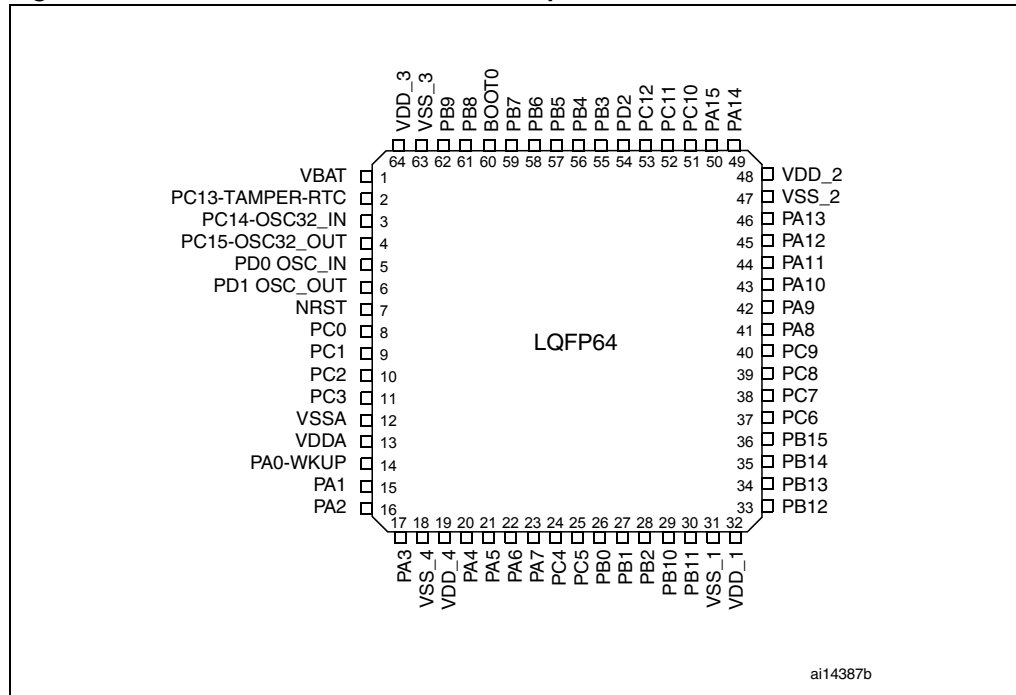 VDD_3
VSS_3
PB9
PB8
BOOT0
PB7
PB6
PB5
PB4
PB3
PD2
PC12
PC11
PC10
PA15
PA14
64 63 62 61 60 59 58 57 56 55 54 53 52 51 50 49
VBAT 1
PC13-TAMPER-RTC 2
PC14-OSC32_IN 3
PC15-OSC32_OUT 4
PD0 OSC_IN 5
PD1 OSC_OUT 6
NRST 7
PC0 8
PC1 9
PC2 10
PC3 11
VSSA 12
VDDA 13
PA0-WKUP 14
PA1 15
PA2 16
LQFP64
48 VDD_2
47 VSS_2
46 PA13
45 PA12
44 PA11
43 PA10
42 PA9
41 PA8
40 PC9
39 PC8
38 PC7
37 PC6
36 PB15
35 PB14
34 PB13
33 PB12
17 18 19 20 21 22 23 24 25 26 27 28 29 30 31 32
PA3
VSS_4
VDD_4
PA4
PA5
PA6
PA7
PC4
PC5
PB0
PB1
PB2
PB10
PB11
VSS_1
VDD_1
ai14387b